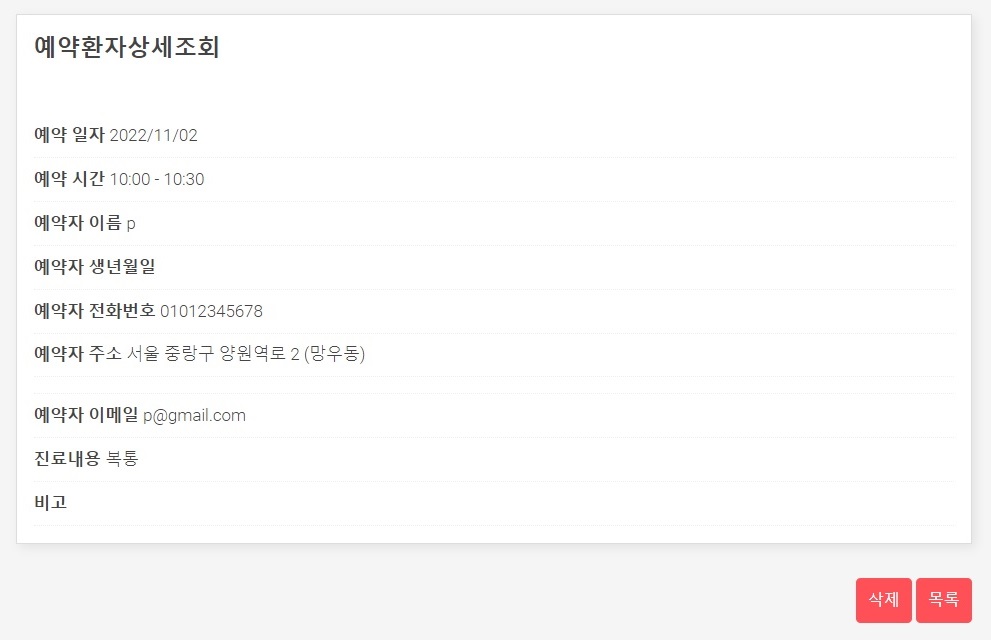 예약환자상세조회
예약 일자 2022/11/02
예약 시간 10:00 - 10:30
예약자 이름 p
예약자 생년월일
예약자 전화번호 01012345678
예약자 주소 서울 중랑구 양원역로 2 (망우동)
예약자 이메일 p@gmail.com
진료내용 복통
비고
삭제 목록